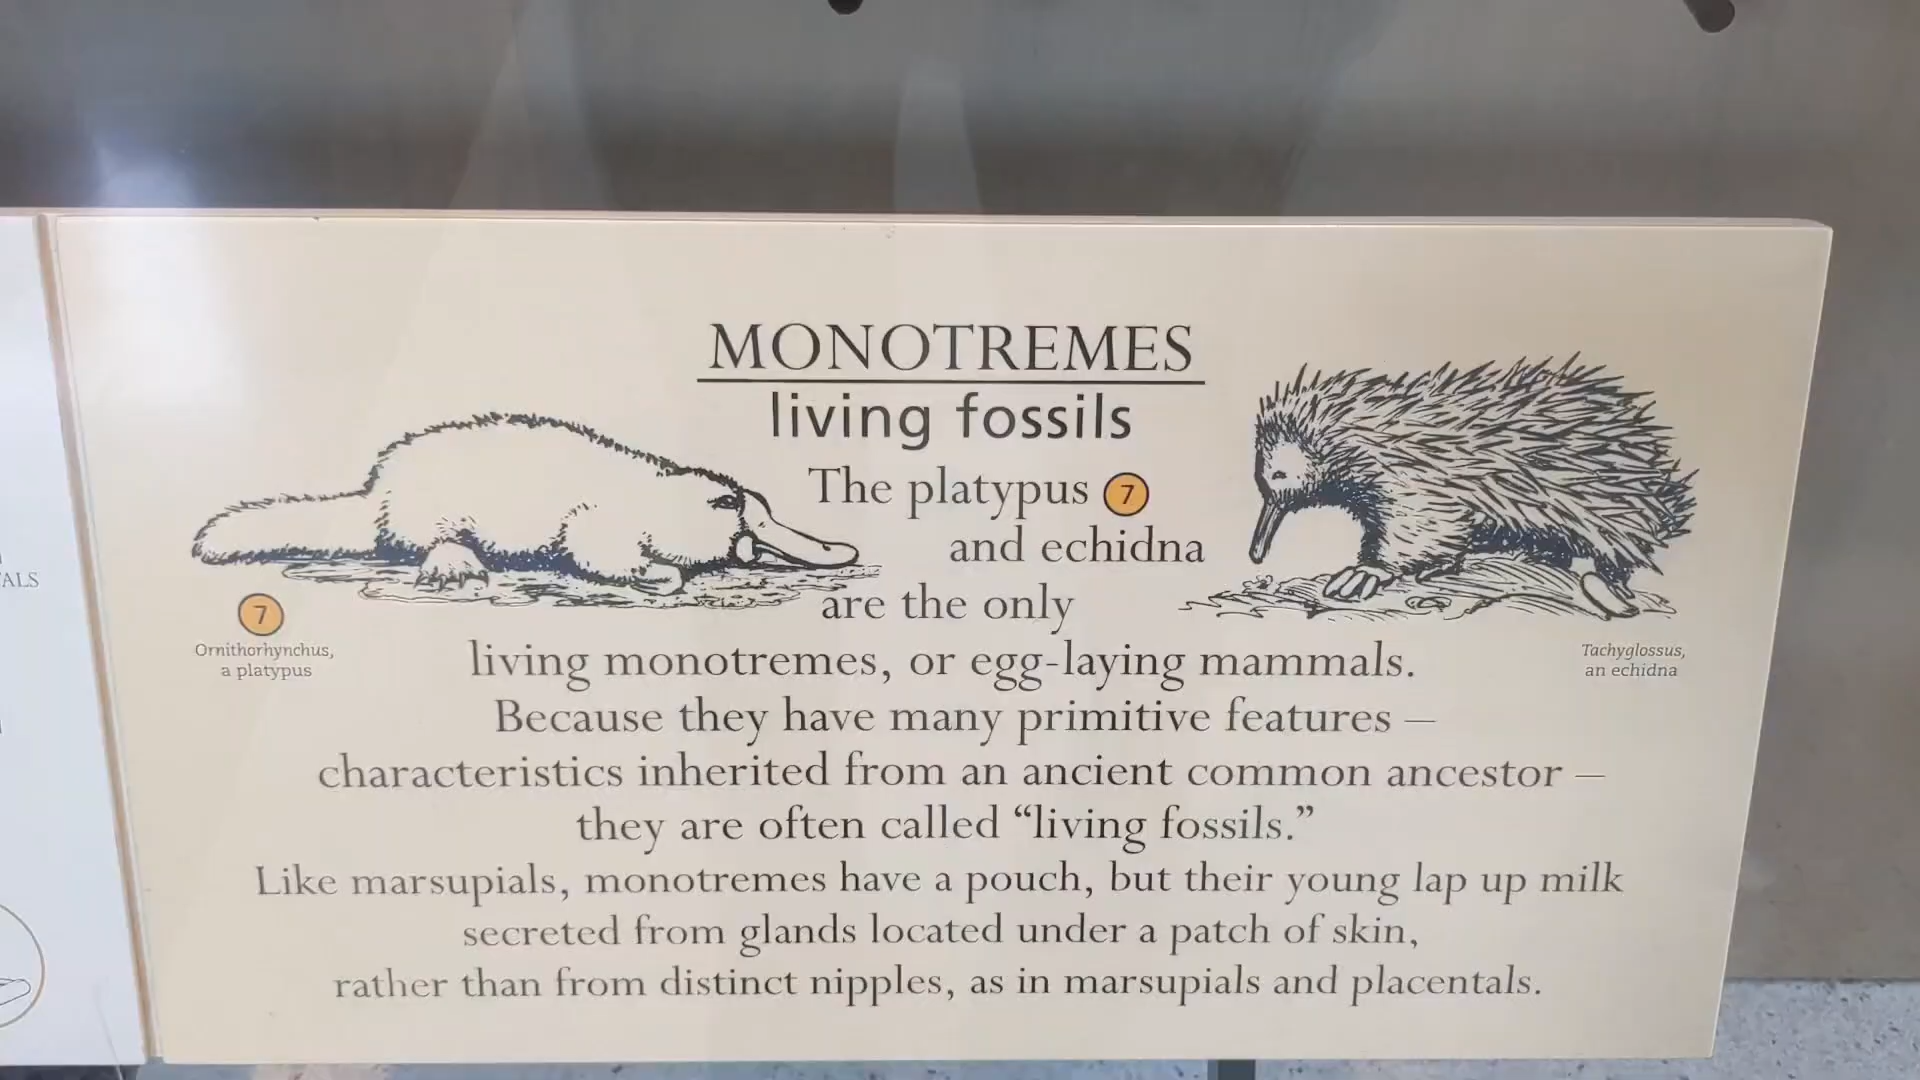 MONOTREMES
living fossils
The platypus 7
and echidna
are the only
living monotremes, or egg-laying mammals.
Because they have many primitive features —
characteristics inherited from an ancient common ancestor —
they are often called “living fossils.”
Like marsupials, monotremes have a pouch, but their young lap up milk
secreted from glands located under a patch of skin,
rather than from distinct nipples, as in marsupials and placentals.
7
Ornithorhynchus,
a platypus
Tachyglossus,
an echidna